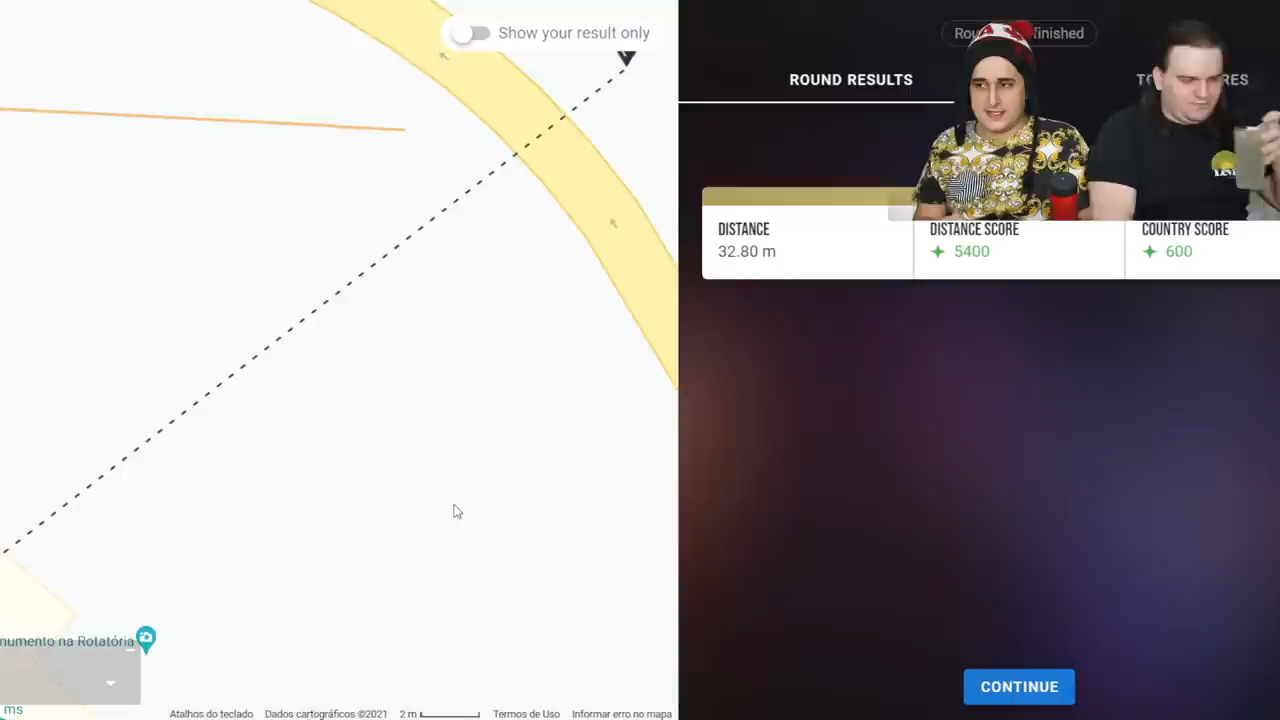 Show your result only
finished
ROUND RESULTS
DISTANCE
32.80 m
DISTANCE SCORE
5400
COUNTRY SCORE
600
numento na Rotatória
ms
Atalhos do teclado
Dados cartográficos ©2021
2 m
Termos de Uso
Informar erro no mapa
CONTINUE